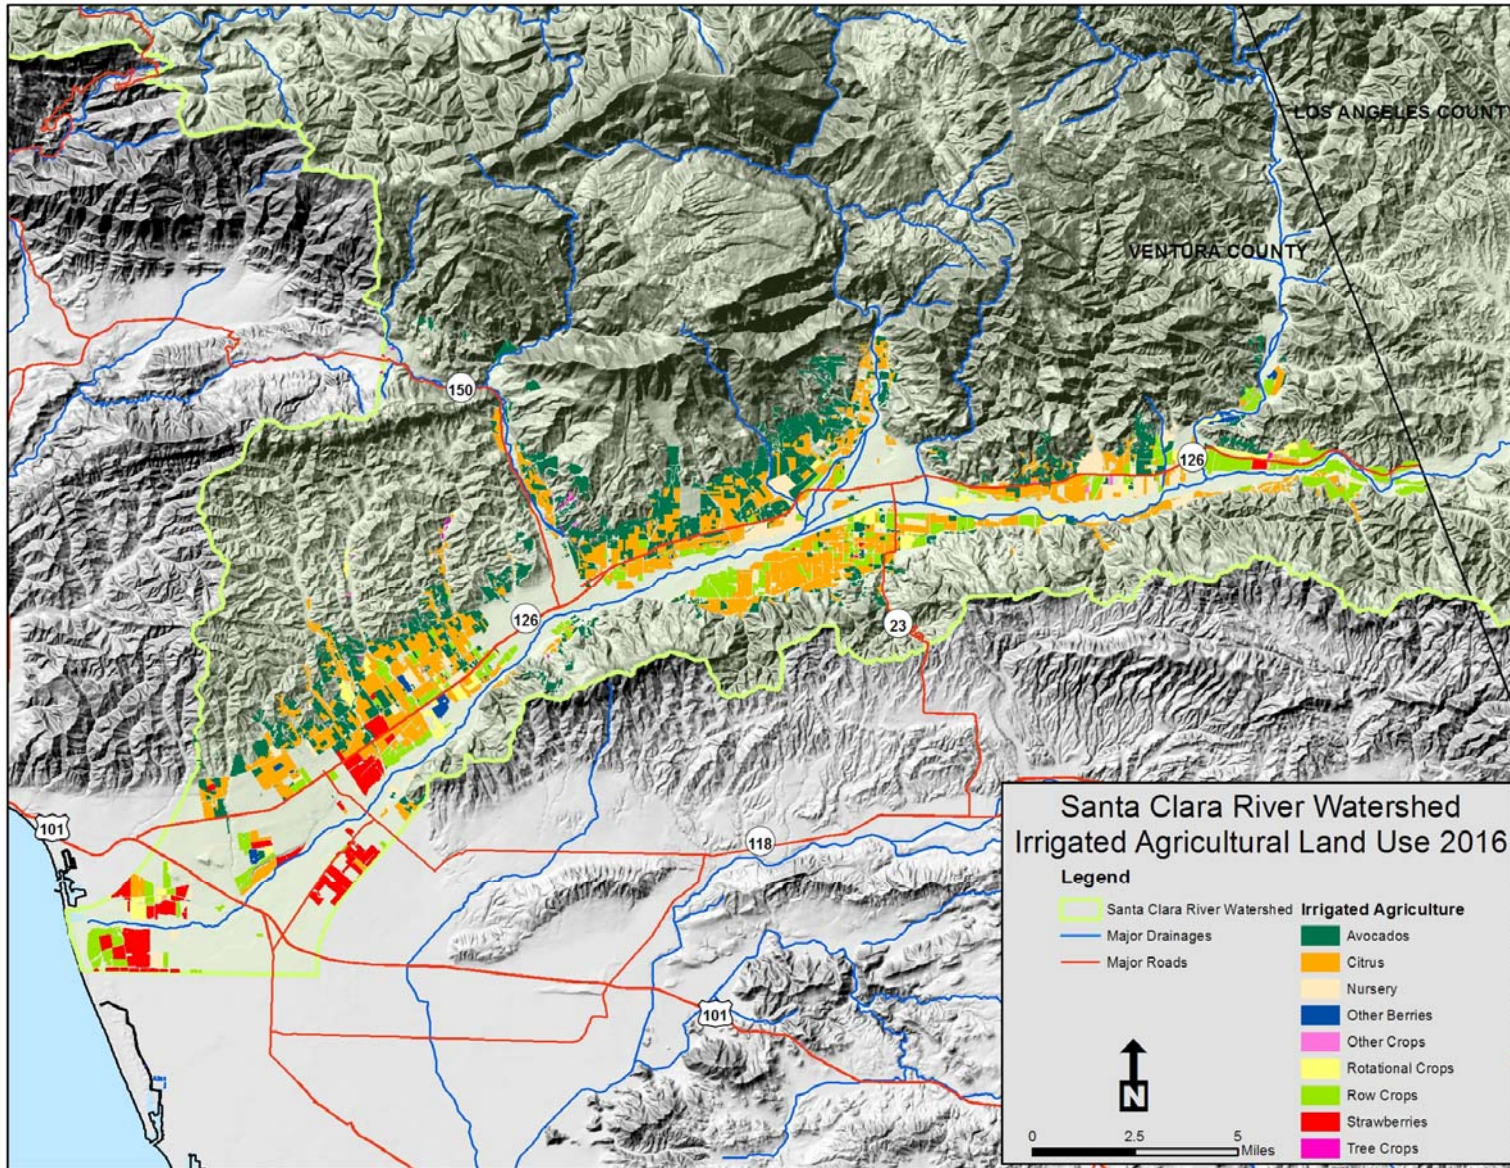 LOS ANGELES COUNTY
VENTURA COUNTY
150
126
126
23
101
118
101
Santa Clara River Watershed
Irrigated Agricultural Land Use 2016
Legend
Santa Clara River Watershed
Major Drainages
Major Roads
Irrigated Agriculture
Avocados
Citrus
Nursery
Other Berries
Other Crops
Rotational Crops
Row Crops
Strawberries
Tree Crops
N
0 2.5 5
Miles